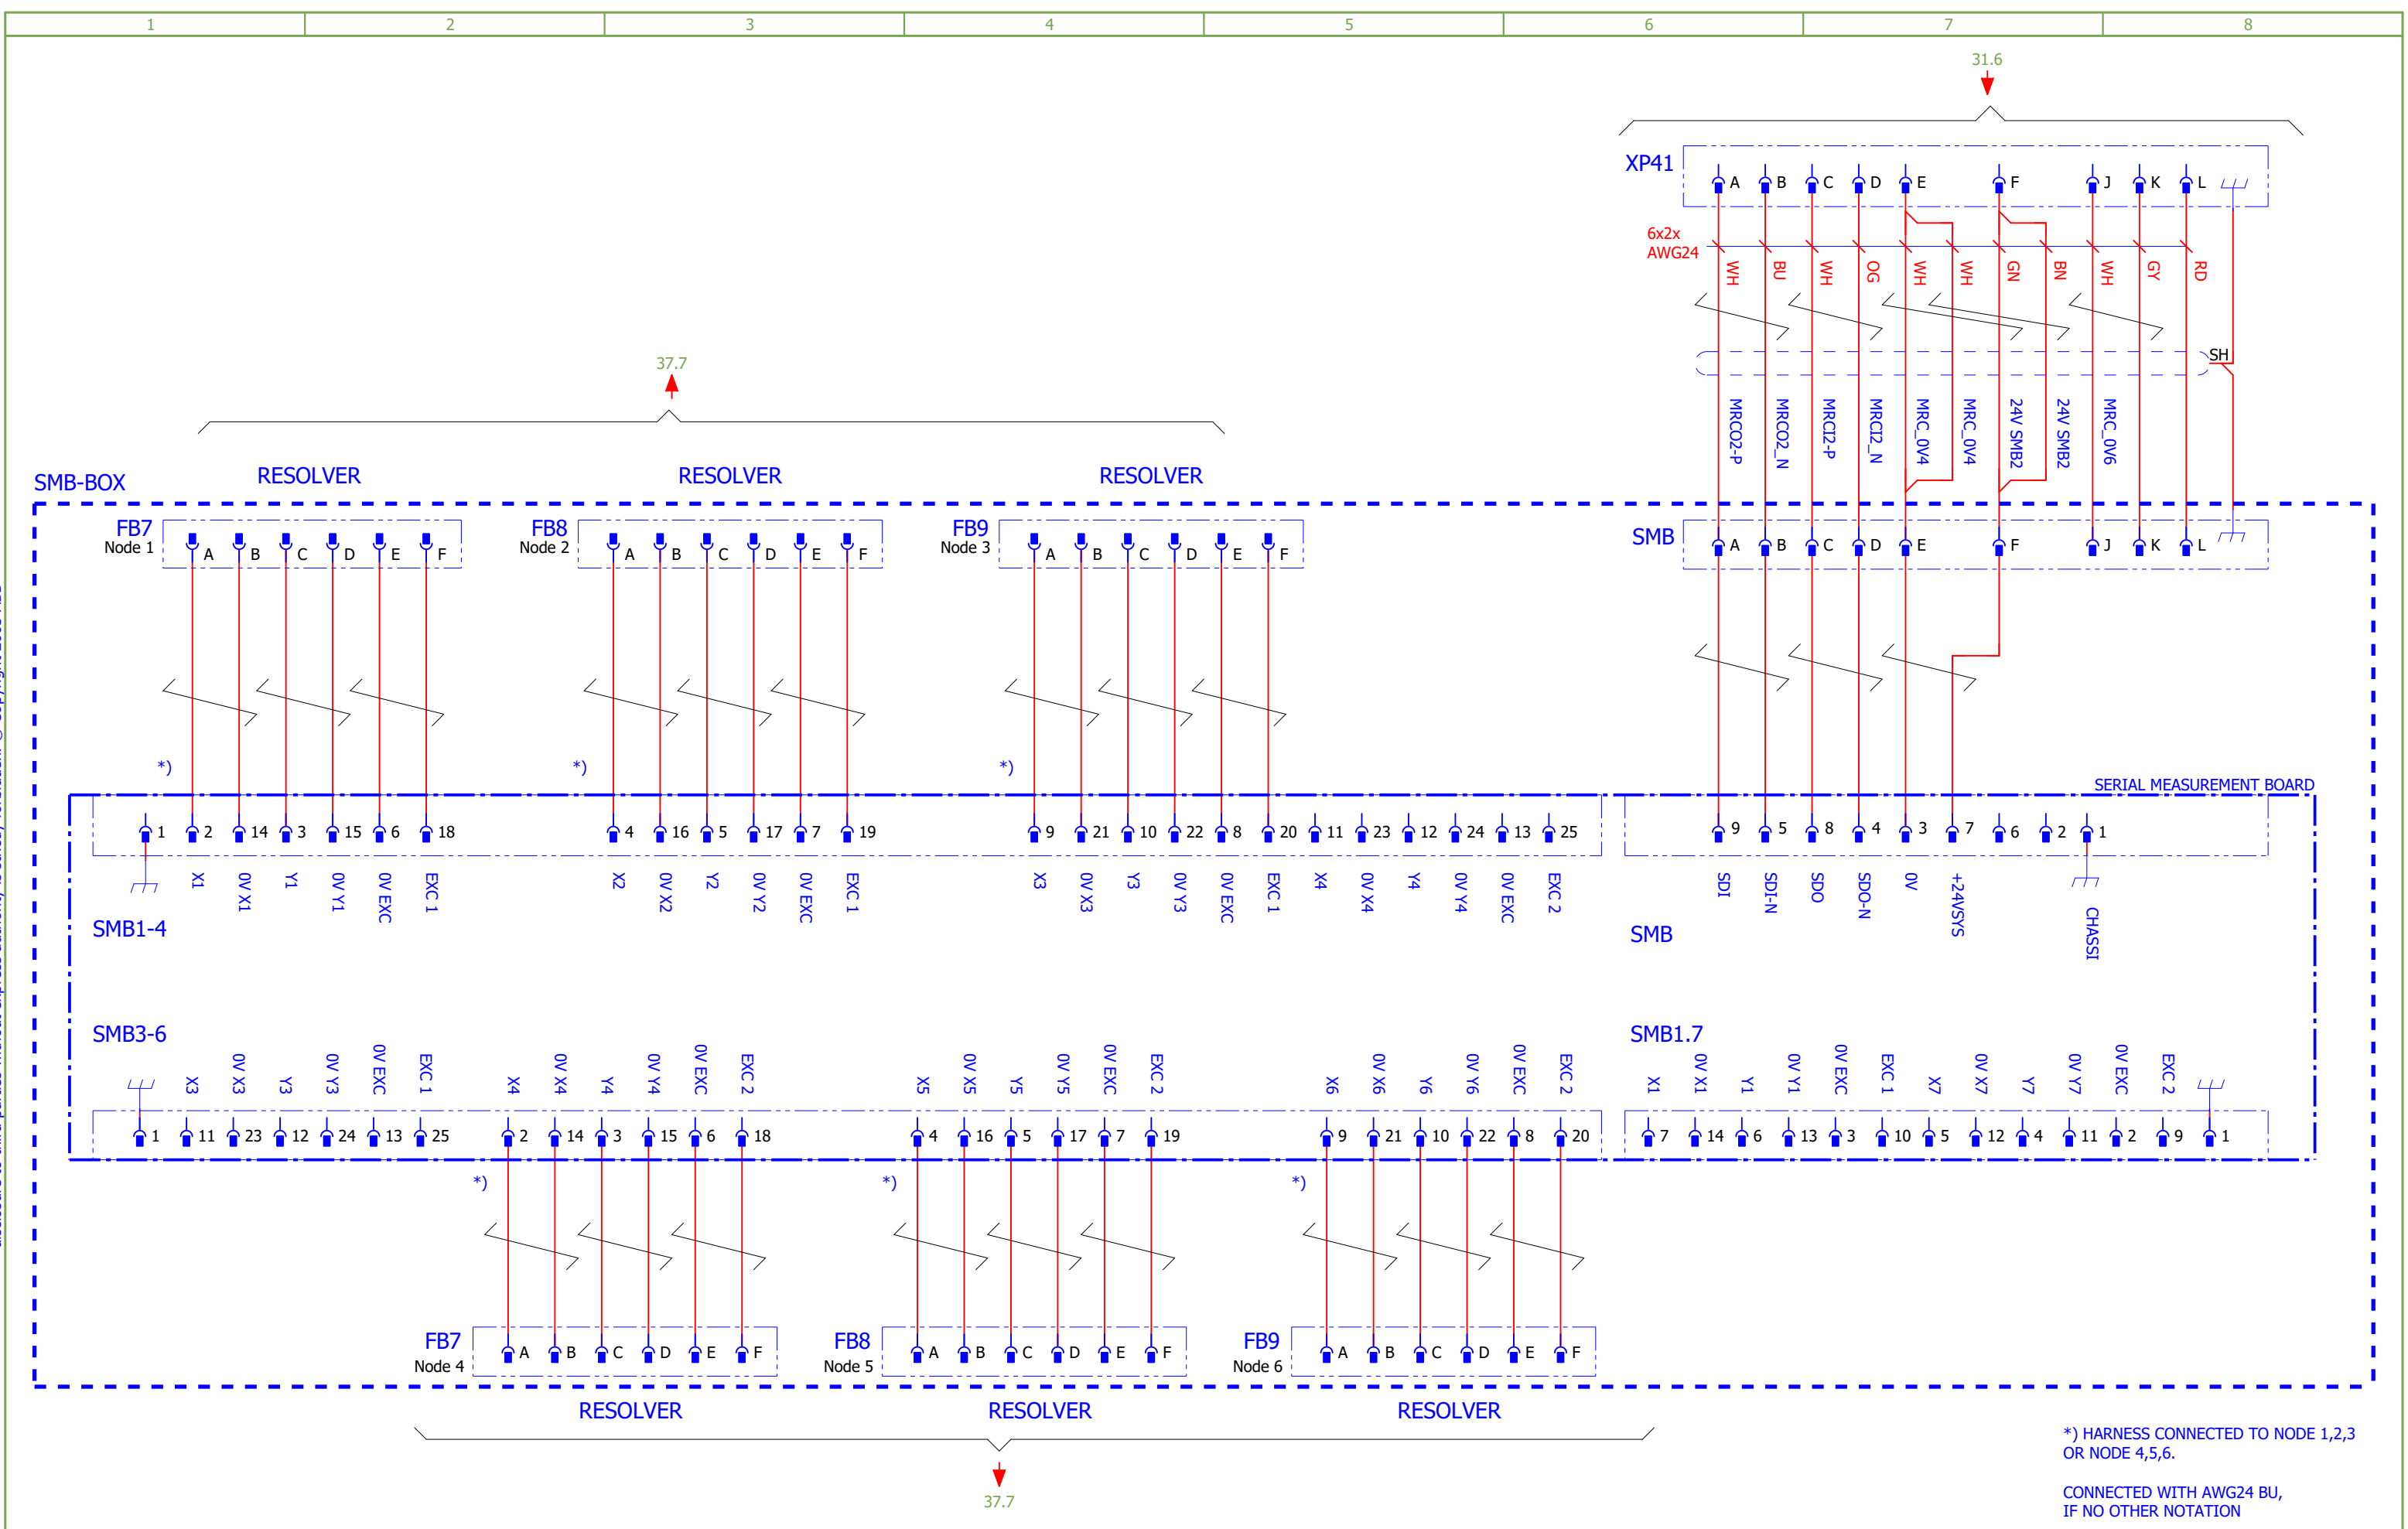 1 2 3 4 5 6 7 8
31.6
XP41
A B C D E F J K L
6x2x
AWG24
WH BU WH OG WH WH GN BN WH GY RD
SH
37.7
MRCO2-P MRCO2_N MRCI2-P MRCI2_N MRC_0V4 MRC_0V4 24V SMB2 24V SMB2 MRC_0V6
RESOLVER RESOLVER RESOLVER
SMB-BOX
FB7
Node 1
A B C D E F
FB8
Node 2
A B C D E F
FB9
Node 3
A B C D E F
SMB
A B C D E F J K L
*) *) *)
SERIAL MEASUREMENT BOARD
1 2 14 3 15 6 18 4 16 5 17 7 19 9 21 10 22 8 20 11 23 12 24 13 25
9 5 8 4 3 7 6 2 1
X1 0V X1 Y1 0V Y1 0V EXC EXC 1 X2 0V X2 Y2 0V Y2 0V EXC EXC 1 X3 0V X3 Y3 0V Y3 0V EXC EXC 1 X4 0V X4 Y4 0V Y4 0V EXC EXC 2
SDI SDI-N SDO SDO-N 0V +24VSYS CHASSI
SMB1-4
SMB
SMB3-6
SMB1.7
X3 0V X3 Y3 0V Y3 0V EXC EXC 1 X4 0V X4 Y4 0V Y4 0V EXC EXC 2 X5 0V X5 Y5 0V Y5 0V EXC EXC 2 X6 0V X6 Y6 0V Y6 0V EXC EXC 2
X1 0V X1 Y1 0V Y1 0V EXC EXC 1 X7 0V X7 Y7 0V Y7 0V EXC EXC 2
1 11 23 12 24 13 25 2 14 3 15 6 18 4 16 5 17 7 19 9 21 10 22 8 20
7 14 6 13 3 10 5 12 4 11 2 9 1
*) *) *)
FB7
Node 4
A B C D E F
FB8
Node 5
A B C D E F
FB9
Node 6
A B C D E F
RESOLVER RESOLVER RESOLVER
37.7
*) HARNESS CONNECTED TO NODE 1,2,3
OR NODE 4,5,6.
CONNECTED WITH AWG24 BU,
IF NO OTHER NOTATION